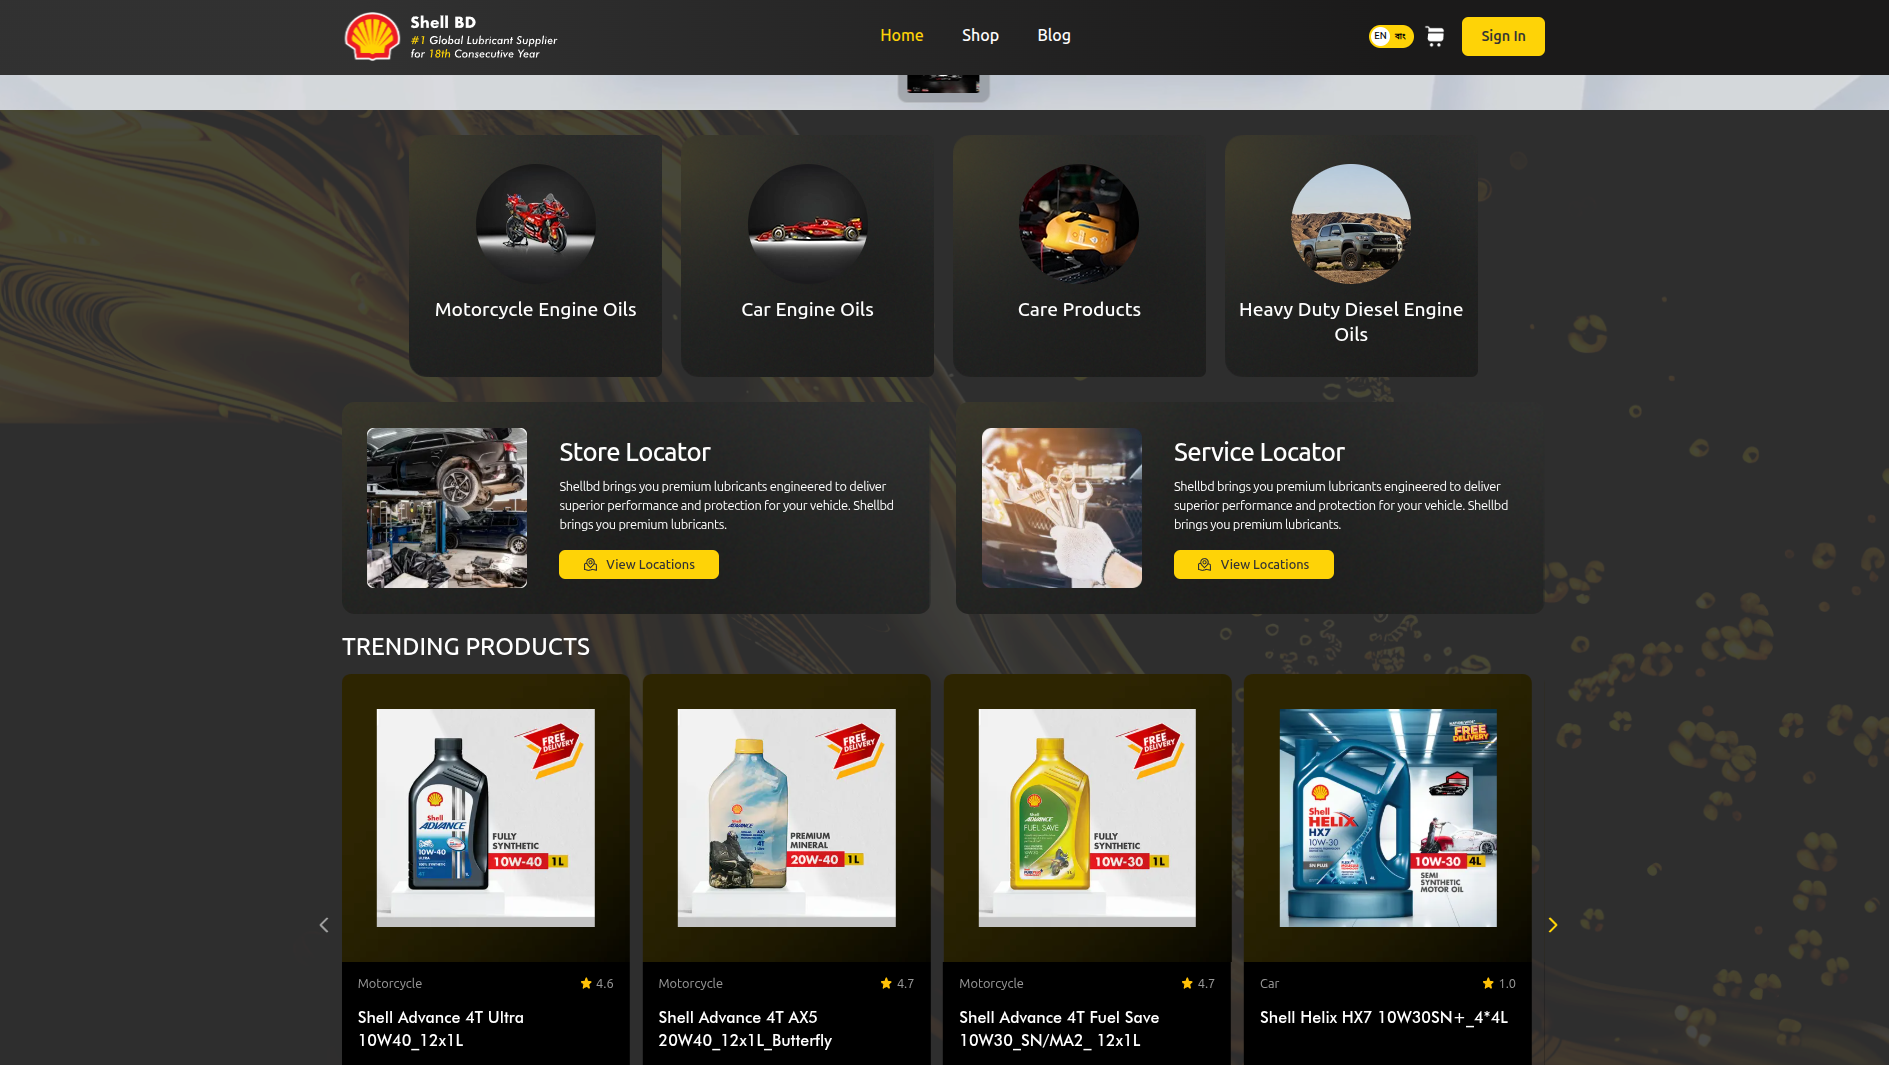 Shell BD
#1 Global Lubricant Supplier
for 18th Consecutive Year
Home
Shop
Blog
EN
বাং
Sign In
Motorcycle Engine Oils
Car Engine Oils
Care Products
Heavy Duty Diesel Engine
Oils
Store Locator
Shellbd brings you premium lubricants engineered to deliver
superior performance and protection for your vehicle. Shellbd
brings you premium lubricants.
View Locations
Service Locator
Shellbd brings you premium lubricants engineered to deliver
superior performance and protection for your vehicle. Shellbd
brings you premium lubricants.
View Locations
TRENDING PRODUCTS
FREE
DELIVERY
Shell
ADVANCE
10W-40
ULTRA
FULLY
SYNTHETIC
10W-40 1L
Motorcycle
4.6
Shell Advance 4T Ultra
10W40_12x1L
FREE
DELIVERY
ADVANCE
AX5
4T
PREMIUM
MINERAL
20W-40 1L
Motorcycle
4.7
Shell Advance 4T AX5
20W40_12x1L_Butterfly
FREE
DELIVERY
Shell
ADVANCE
FUEL SAVE
FULLY
SYNTHETIC
10W-30 1L
Motorcycle
4.7
Shell Advance 4T Fuel Save
10W30_SN/MA2_ 12x1L
FREE
DELIVERY
Shell
HELIX
HX7
10W-30
10W-30 4L
SEMI
SYNTHETIC
MOTOR OIL
Car
1.0
Shell Helix HX7 10W30SN+_4*4L